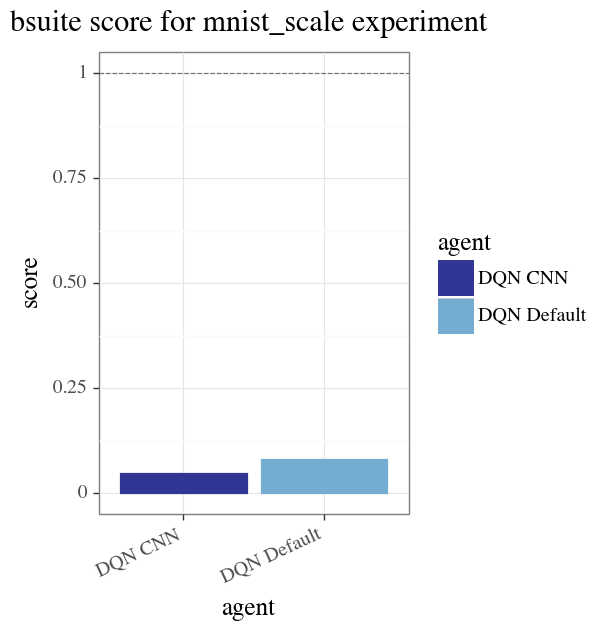 bsuite score for mnist_scale experiment
1
0.75
0.50
0.25
0
score
DQN CNN
DQN Default
agent
agent
DQN CNN
DQN Default